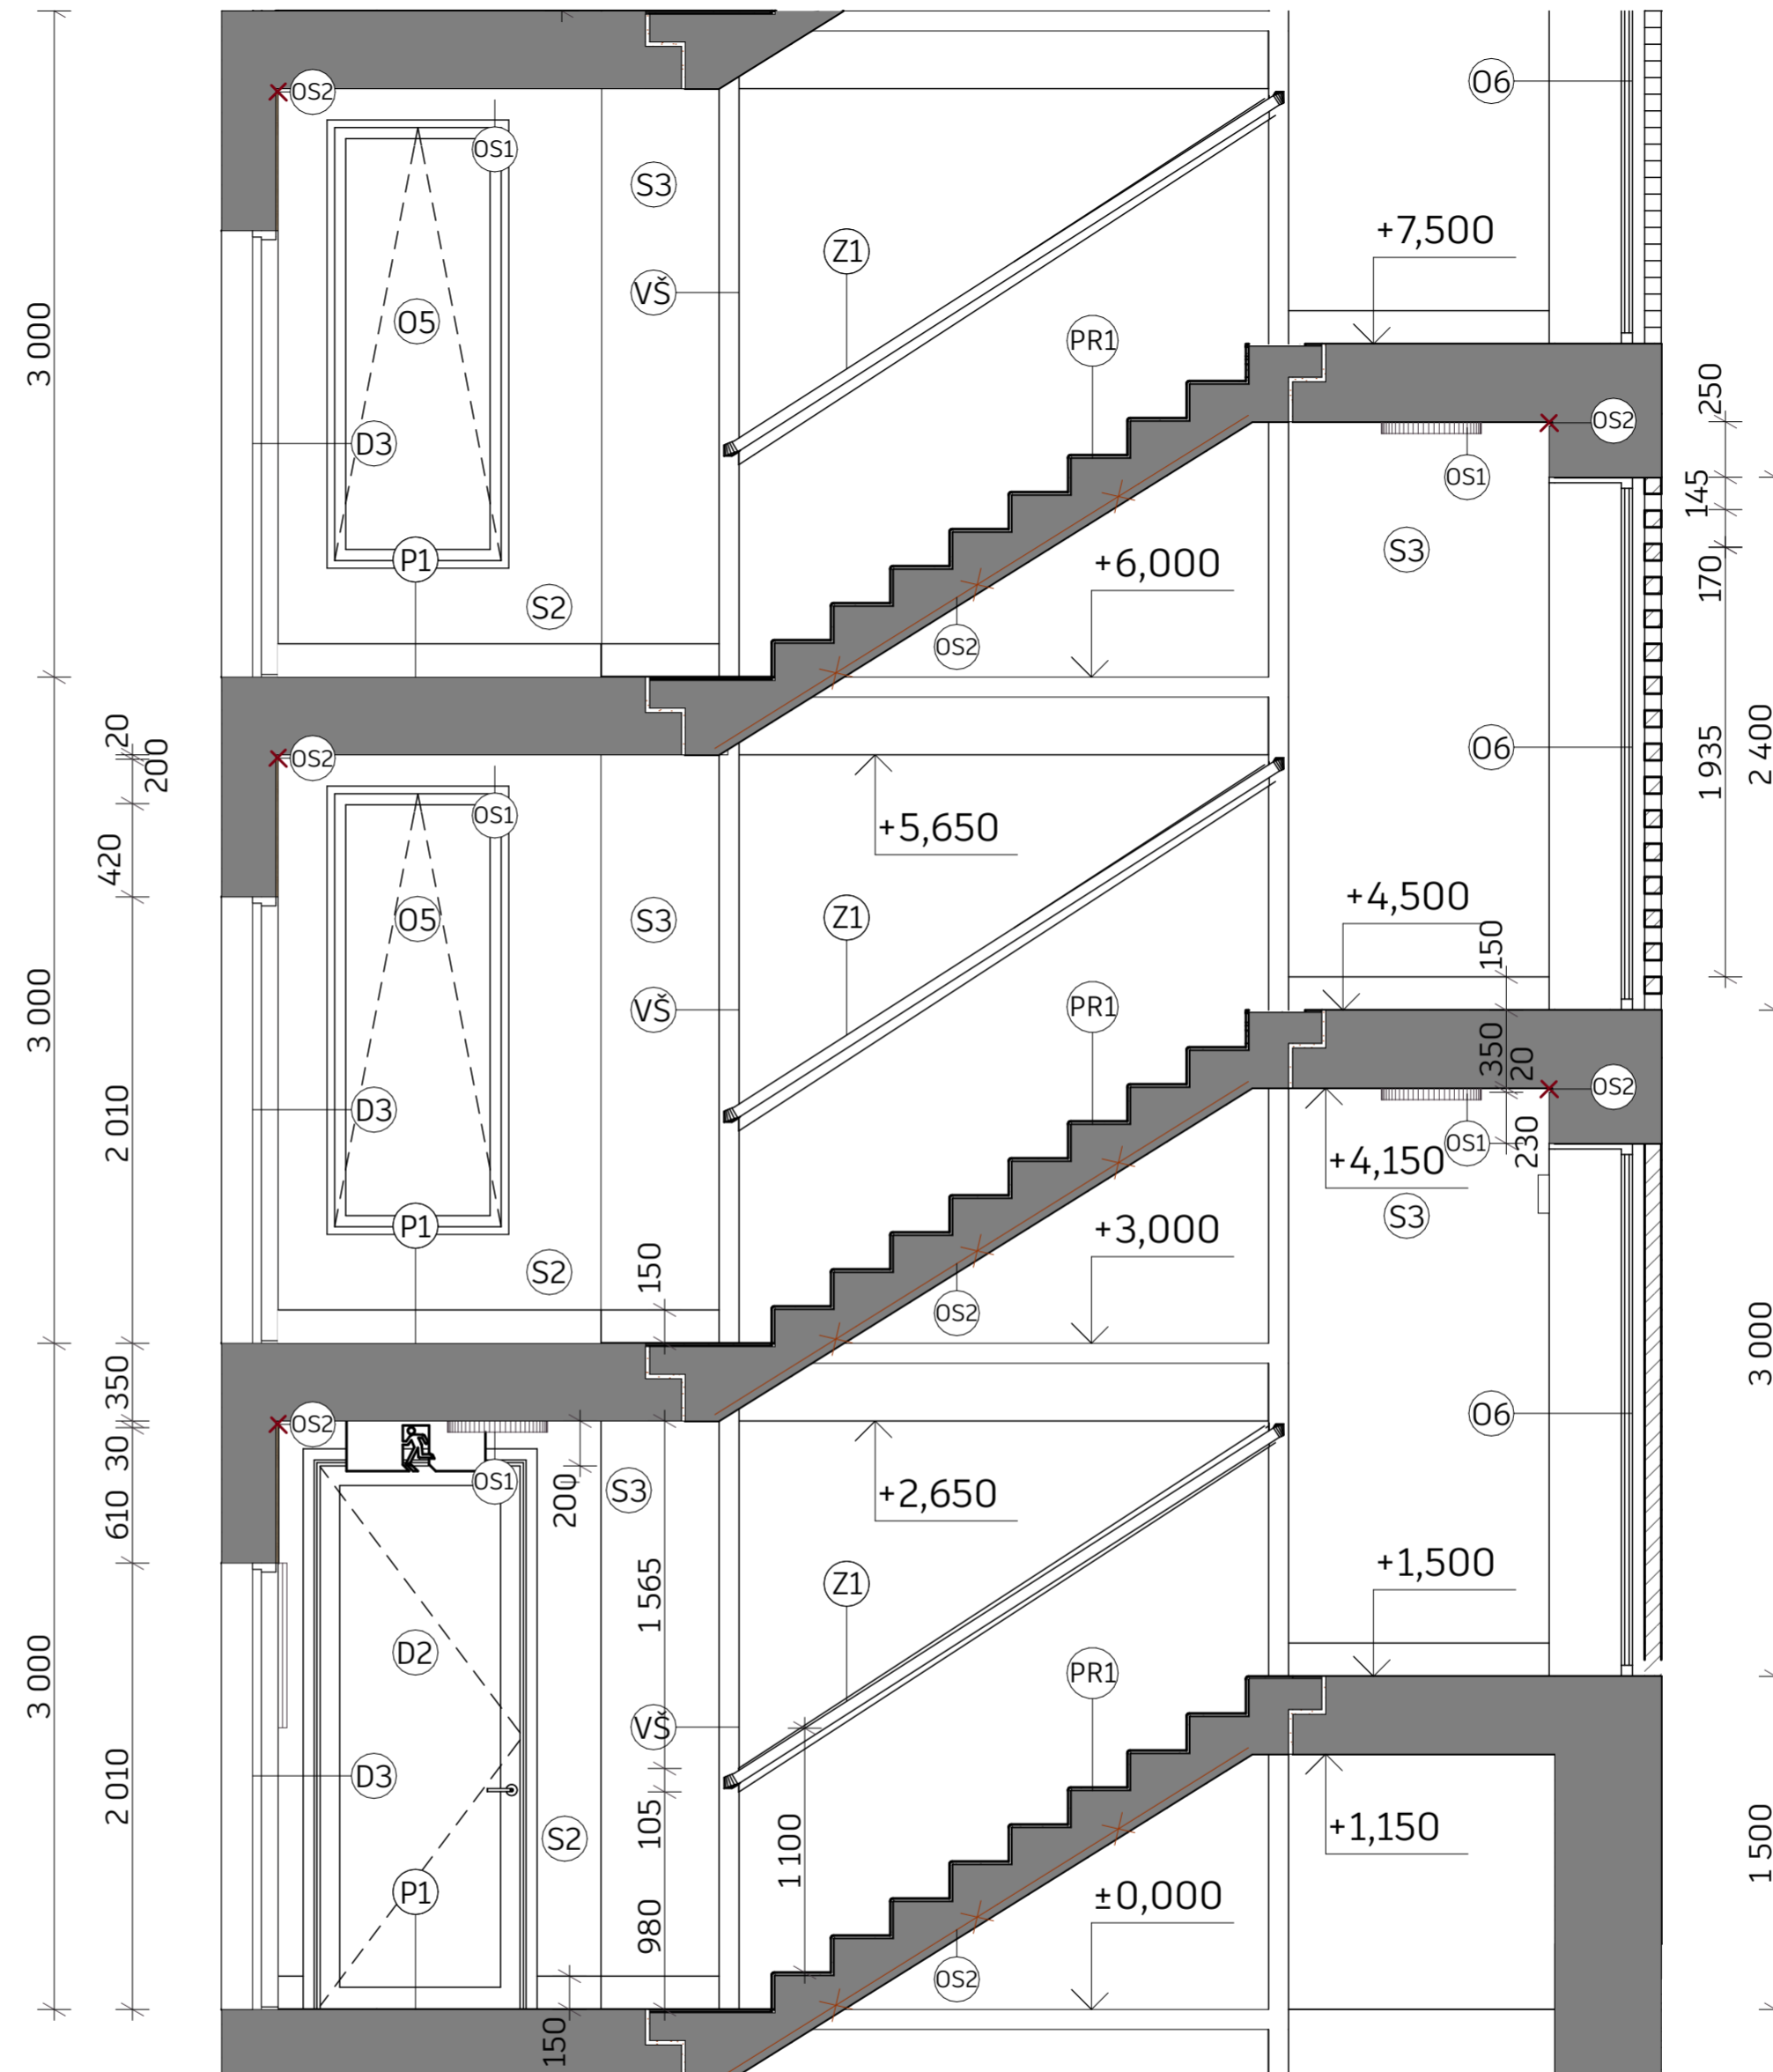 OS2
O6
OS1
S3
+7,500
Z1
VŠ
O5
PR1
3 000
250
D3
OS2
OS1
145
S3
P1
+6,000
170
S2
OS2
20
200
OS2
O6
1 935
2 400
OS1
+5,650
420
+4,500
O5
S3
Z1
150
VŠ
PR1
3 000
350
20
D3
OS2
2 010
OS1
230
+4,150
S3
P1
+3,000
S2
150
OS2
3 000
350
OS2
O6
30
OS1
S3
+2,650
200
610
+1,500
Z1
1 565
D2
PR1
3 000
VŠ
D3
2 010
105
S2
1 100
+1,150
1 500
P1
±0,000
980
OS2
150